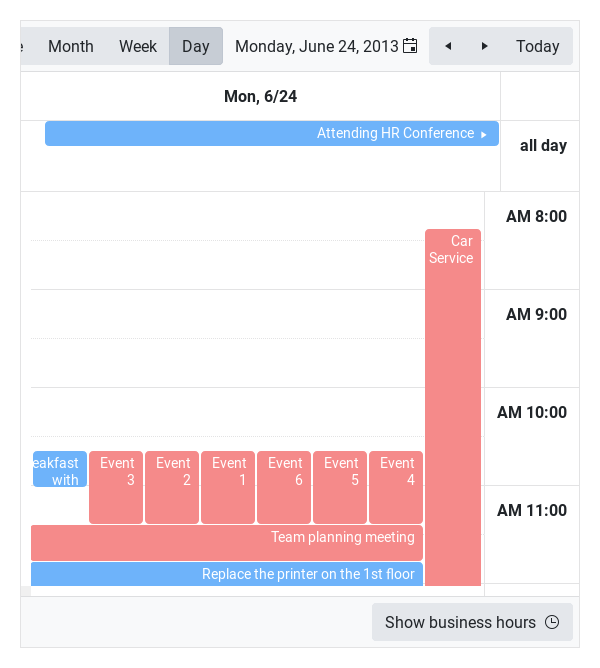 Month Week Day Monday, June 24, 2013 Today
Mon, 6/24
Attending HR Conference
all day
AM 8:00
Car
Service
AM 9:00
AM 10:00
Event
3
Event
2
Event
1
Event
6
Event
5
Event
4
with
AM 11:00
Team planning meeting
Replace the printer on the 1st floor
Show business hours